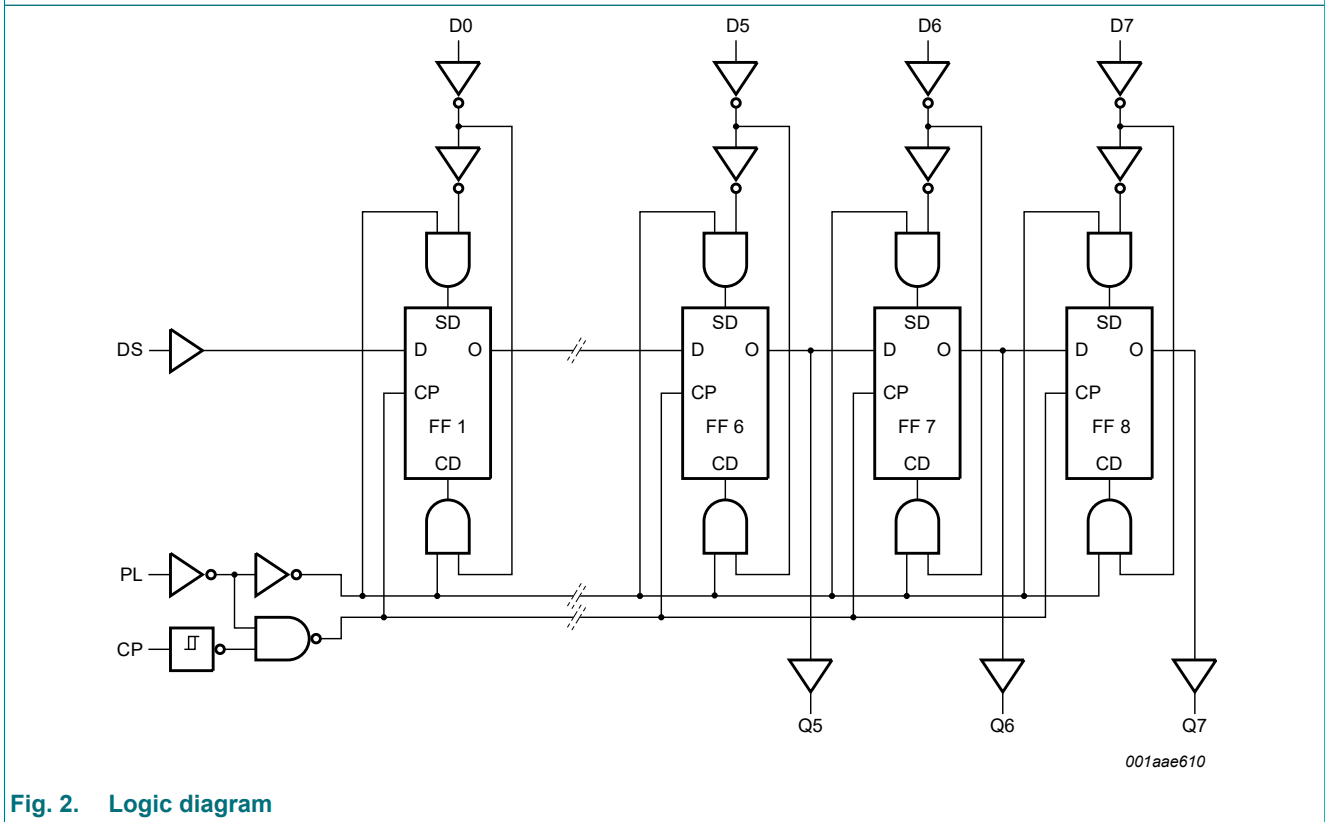 D0 D5 D6 D7
SD SD SD SD
DS D O D O D O D O
CP CP CP CP
FF 1 FF 6 FF 7 FF 8
CD CD CD CD
PL
CP
Q5 Q6 Q7
001aae610
Fig. 2. Logic diagram